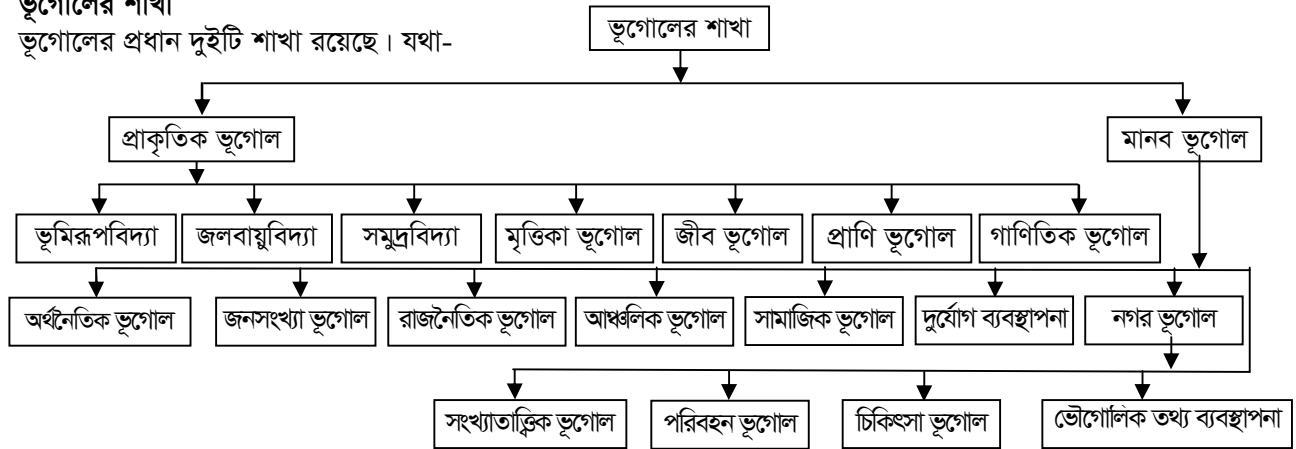 ভূগোলের শাখা
ভূগোলের প্রধান দুইটি শাখা রয়েছে। যথা-
ভূগোলের শাখা
প্রাকৃতিক ভূগোল
মানব ভূগোল
ভূমিরূপবিদ্যা
জলবায়ুবিদ্যা
সমুদ্রবিদ্যা
মৃত্তিকা ভূগোল
জীব ভূগোল
প্রাণি ভূগোল
গাণিতিক ভূগোল
অর্থনৈতিক ভূগোল
জনসংখ্যা ভূগোল
রাজনৈতিক ভূগোল
আঞ্চলিক ভূগোল
সামাজিক ভূগোল
দুর্যোগ ব্যবস্থাপনা
নগর ভূগোল
সংখ্যাতাত্ত্বিক ভূগোল
পরিবহন ভূগোল
চিকিৎসা ভূগোল
ভৌগোলিক তথ্য ব্যবস্থাপনা